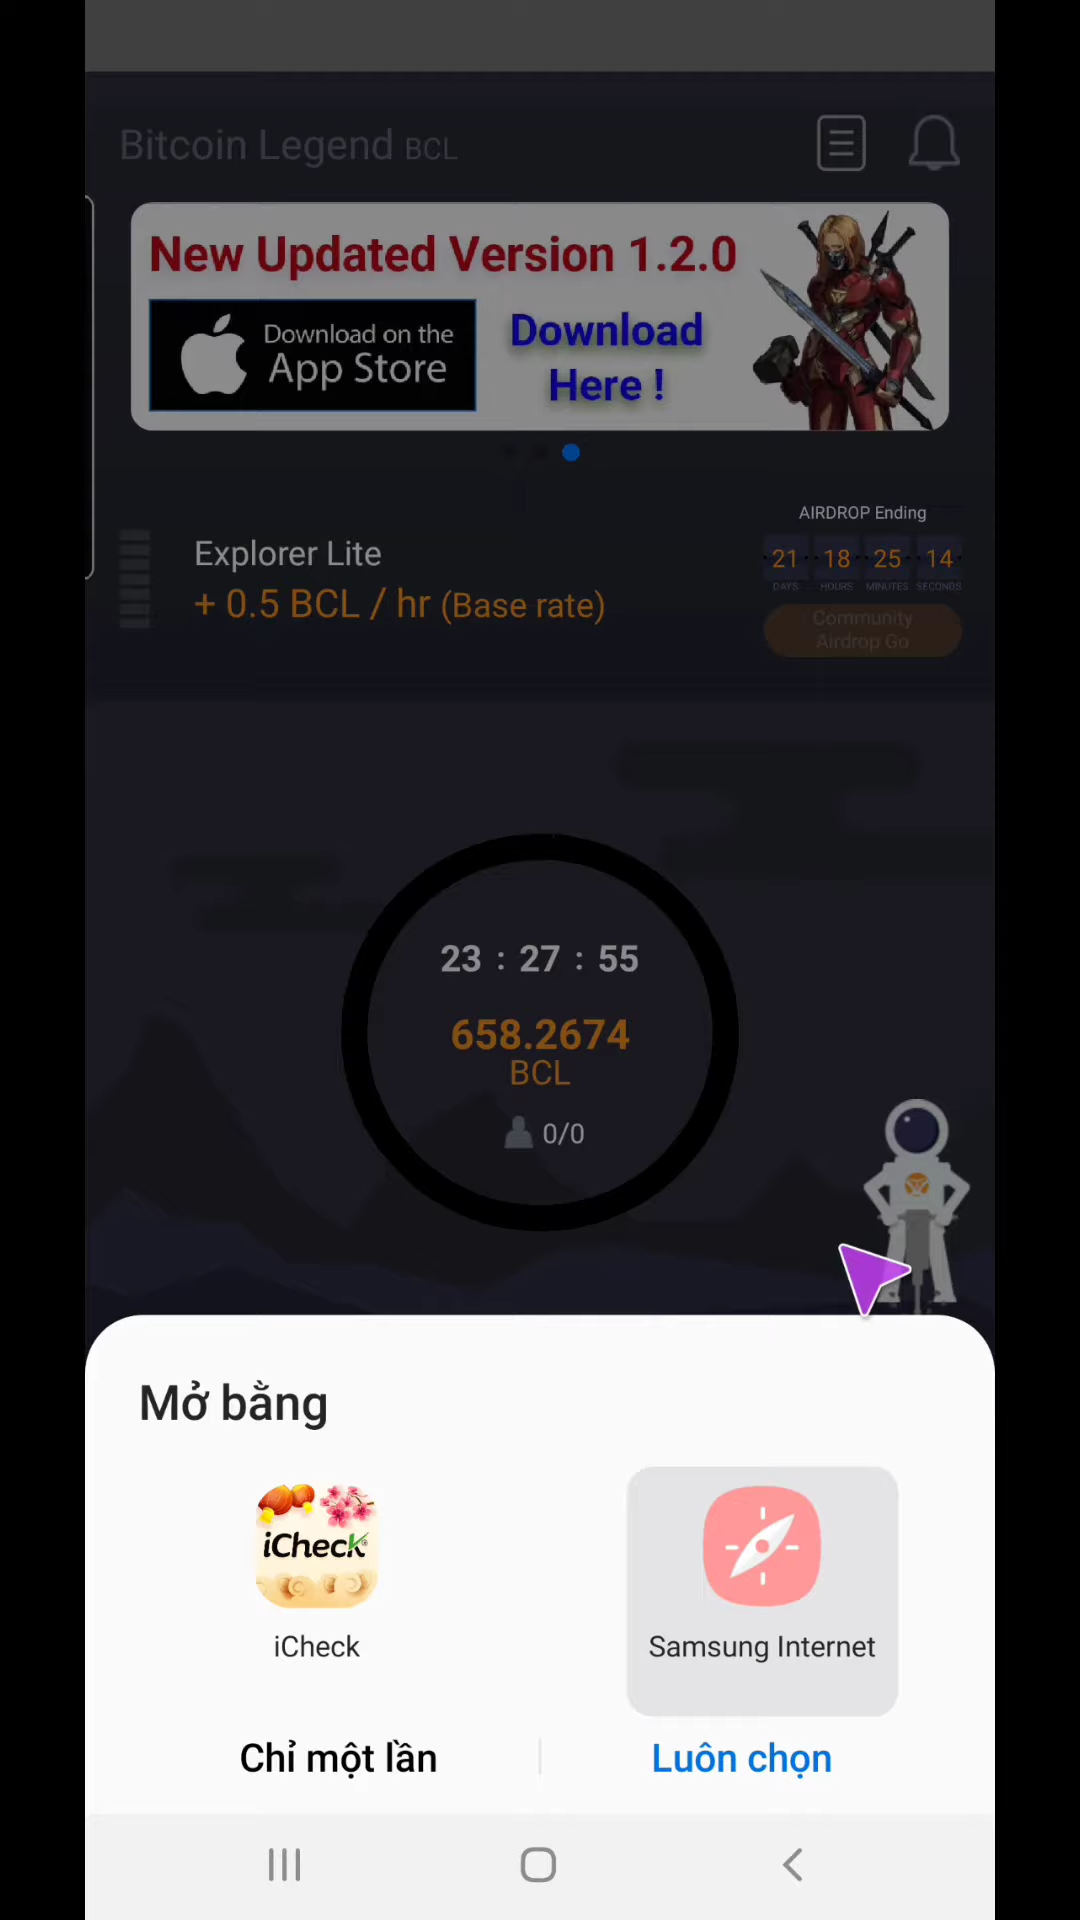 Bitcoin Legend BCL
New Updated Version 1.2.0
Download on the
App Store
Download
Here !
AIRDROP Ending
21 18 25 14
DAYS HOURS MINUTES SECONDS
Explorer Lite
+ 0.5 BCL / hr (Base rate)
Community
Airdrop Go
23 : 27 : 55
658.2674
BCL
0/0
Mở bằng
iCheck
iCheck
Samsung Internet
Chỉ một lần
Luôn chọn